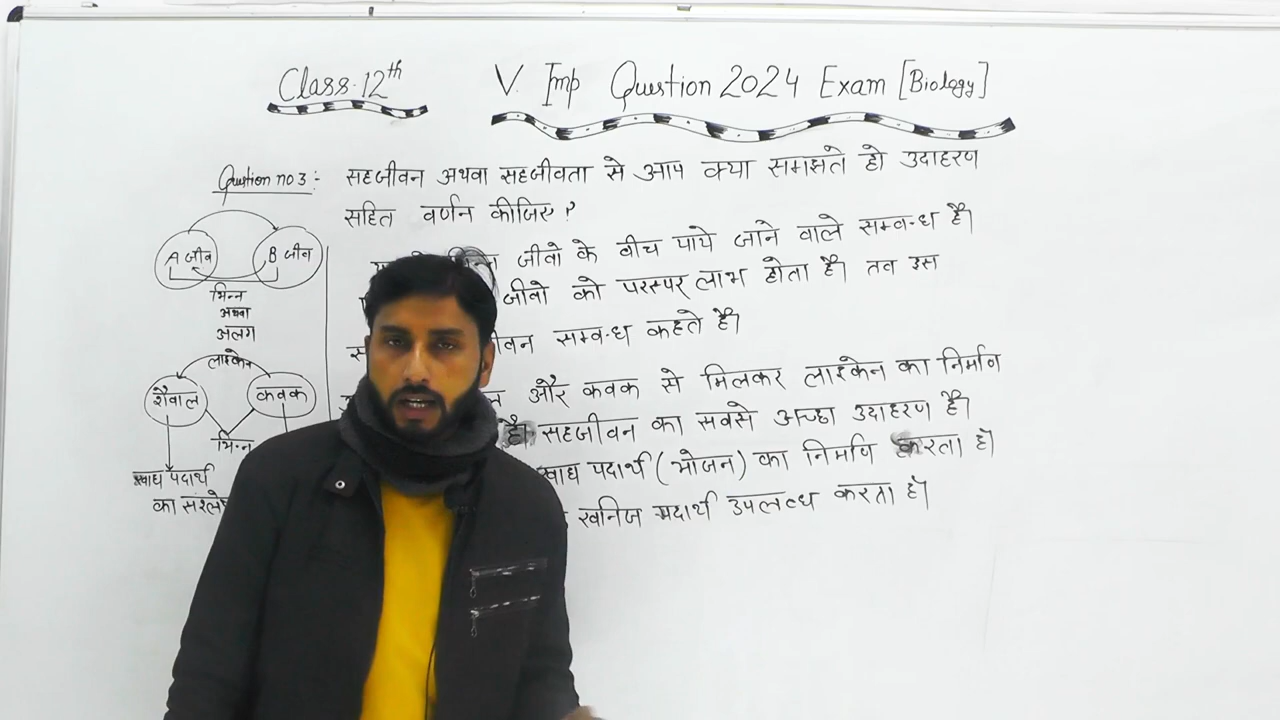 Class 12th V. Imp Question 2024 Exam [Biology]
Question no 3:- सहजीवन अथवा सहजीवता से आप क्या समझते हो उदाहरण
सहित वर्णन कीजिए?
जीवो के बीच पाये जाने वाले सम्बन्ध है।
जीवो को परस्पर लाभ होता है। तब इस
सम्बन्ध कहते है।
और कवक से मिलकर लाइकेन का निर्माण
है। सहजीवन का सबसे अच्छा उदाहरण है।
खाद्य पदार्थ (भोजन) का निर्माण करता है।
खनिज पदार्थ उपलब्ध करता है।
A जीव B जीव
भिन्न
अथवा
अलग
लाइकेन
शैवाल कवक
भिन्न
खाद्य पदार्थ
का